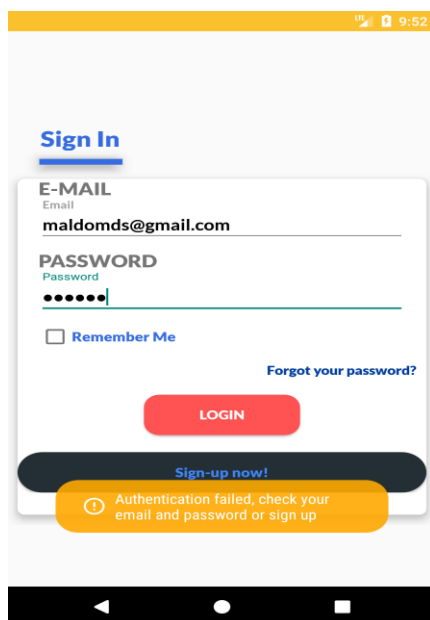 9:52
Sign In
E-MAIL
Email
maldomds@gmail.com
PASSWORD
Password
••••••
Remember Me
Forgot your password?
LOGIN
Sign-up now!
Authentication failed, check your
email and password or sign up